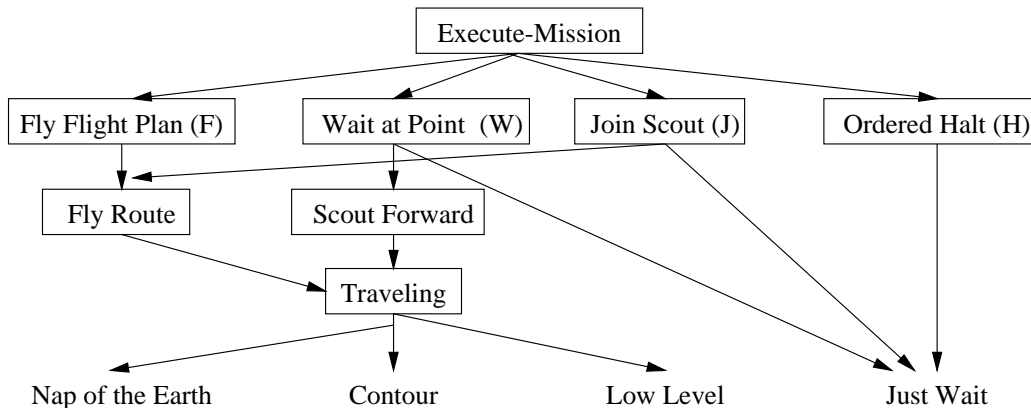 Execute-Mission
Fly Flight Plan (F)
Wait at Point (W)
Join Scout (J)
Ordered Halt (H)
Fly Route
Scout Forward
Traveling
Nap of the Earth
Contour
Low Level
Just Wait